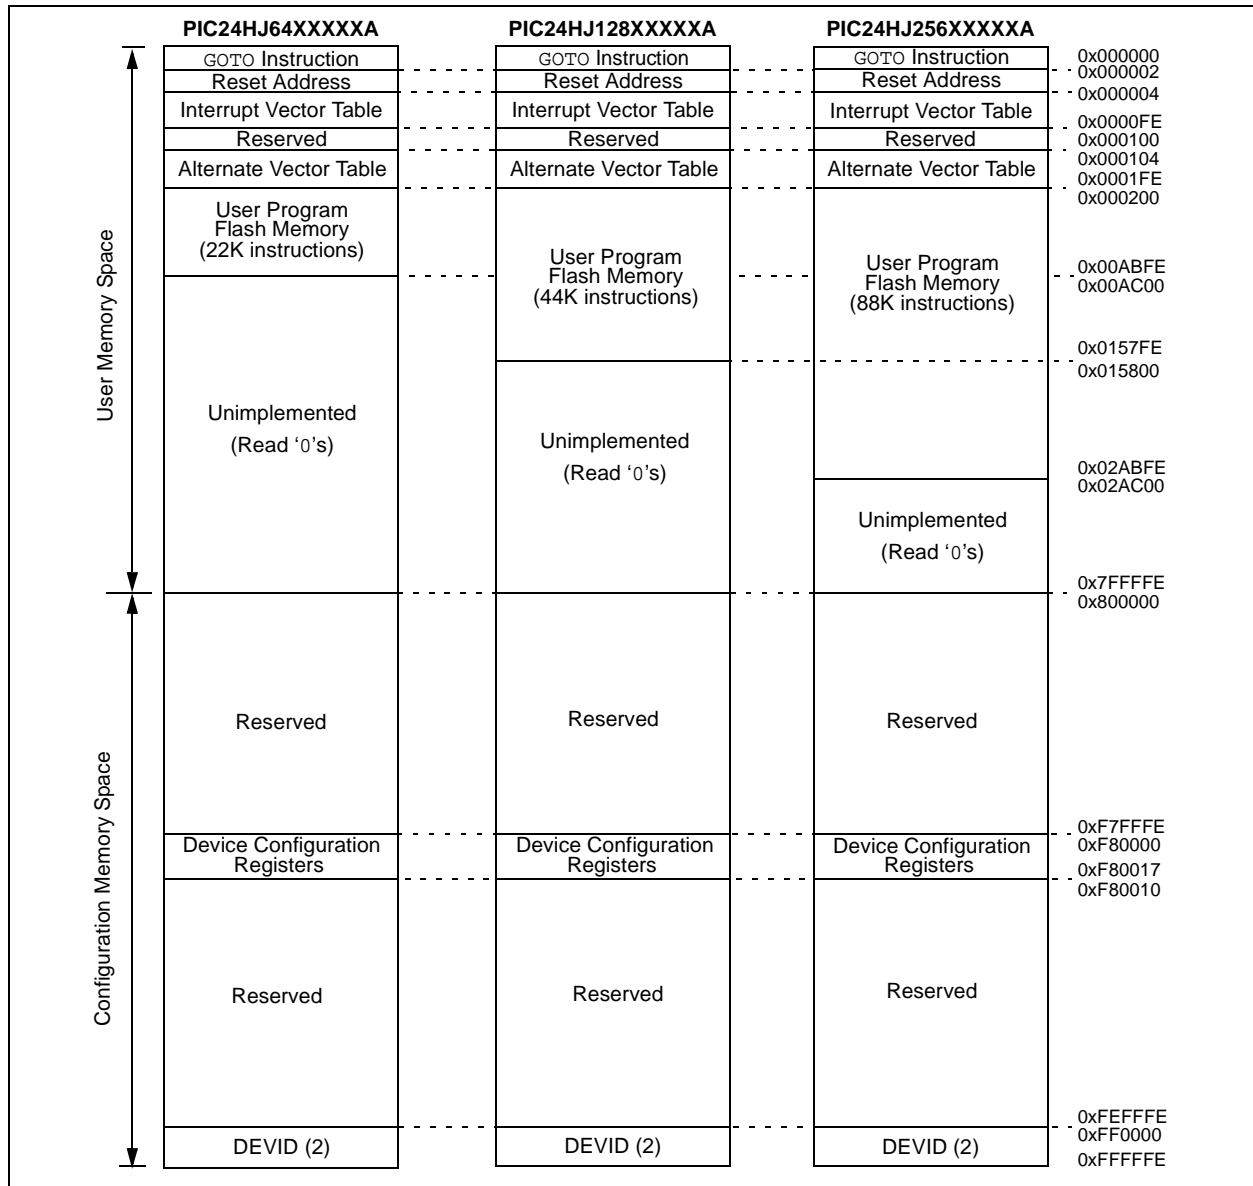 PIC24HJ64XXXXXA PIC24HJ128XXXXXA PIC24HJ256XXXXXA
GOTO Instruction GOTO Instruction GOTO Instruction 0x000000
Reset Address Reset Address Reset Address 0x000002
0x000004
Interrupt Vector Table Interrupt Vector Table Interrupt Vector Table
0x0000FE
Reserved Reserved Reserved 0x000100
0x000104
Alternate Vector Table Alternate Vector Table Alternate Vector Table
0x0001FE
0x000200
User Program
Flash Memory
(22K instructions)
User Program
Flash Memory
(44K instructions)
User Program
Flash Memory
(88K instructions)
0x00ABFE
0x00AC00
0x0157FE
0x015800
User Memory Space
Unimplemented
(Read ‘0’s)
Unimplemented
(Read ‘0’s)
0x02ABFE
0x02AC00
Unimplemented
(Read ‘0’s)
0x7FFFFE
0x800000
Reserved Reserved Reserved
Configuration Memory Space
0xF7FFFE
0xF80000
Device Configuration
Registers
Device Configuration
Registers
Device Configuration
Registers
0xF80017
0xF80010
Reserved Reserved Reserved
0xFEFFFE
0xFF0000
DEVID (2) DEVID (2) DEVID (2)
0xFFFFFE